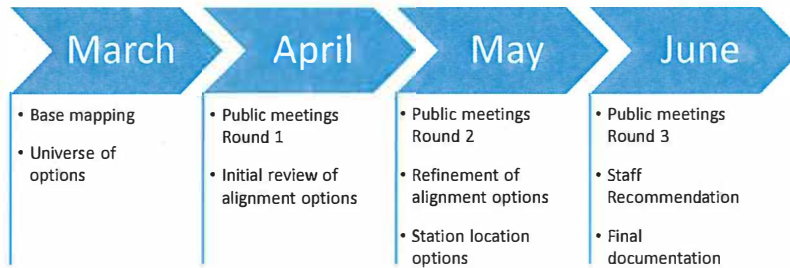 March
• Base mapping
• Universe of
options
April
• Public meetings
Round 1
• Initial review of
alignment options
May
• Public meetings
Round 2
• Refinement of
alignment options
• Station location
options
June
• Public meetings
Round 3
• Staff
Recommendation
• Final
documentation